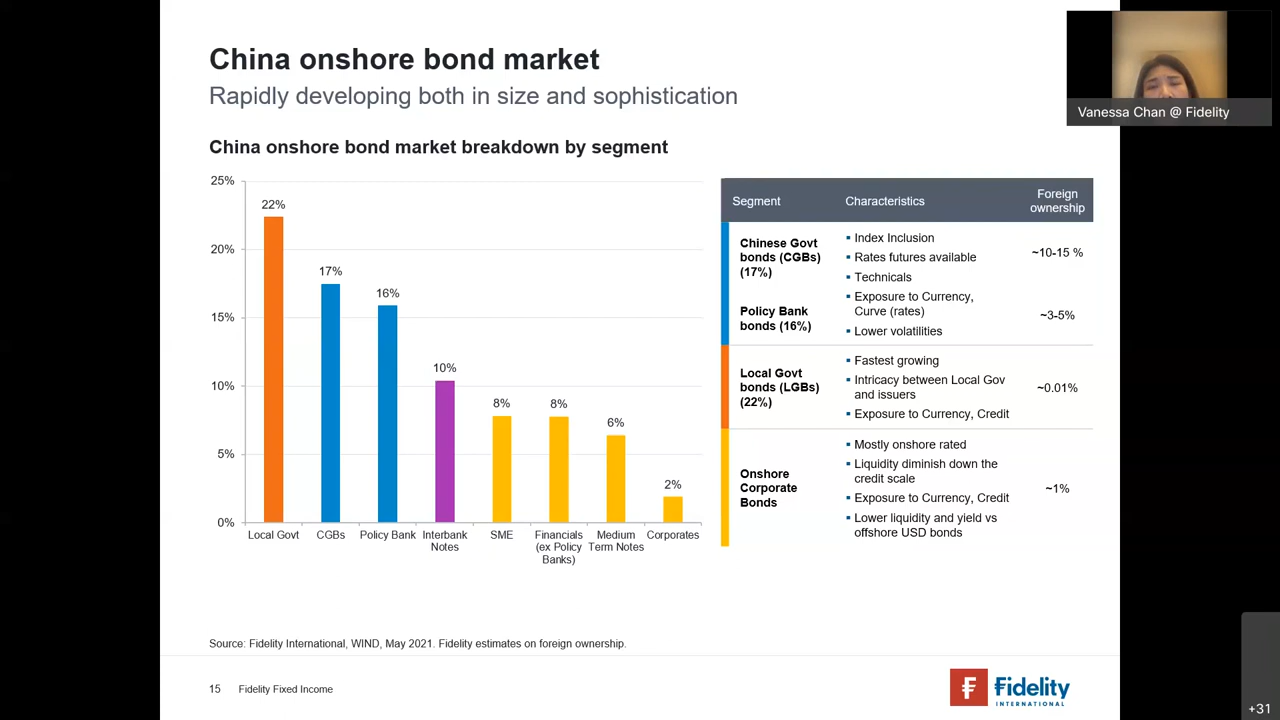 China onshore bond market
Rapidly developing both in size and sophistication
Vanessa Chan @ Fidelity
China onshore bond market breakdown by segment
25%
20%
15%
10%
5%
0%
22%
17%
16%
10%
8%
8%
6%
2%
Local Govt
CGBs
Policy Bank
Interbank
Notes
SME
Financials
(ex Policy
Banks)
Medium
Term Notes
Corporates
Segment
Characteristics
Foreign
ownership
Chinese Govt
bonds (CGBs)
(17%)
Policy Bank
bonds (16%)
▪ Index Inclusion
▪ Rates futures available
▪ Technicals
▪ Exposure to Currency,
Curve (rates)
▪ Lower volatilities
~10-15 %
~3-5%
Local Govt
bonds (LGBs)
(22%)
▪ Fastest growing
▪ Intricacy between Local Gov
and issuers
▪ Exposure to Currency, Credit
~0.01%
Onshore
Corporate
Bonds
▪ Mostly onshore rated
▪ Liquidity diminish down the
credit scale
▪ Exposure to Currency, Credit
▪ Lower liquidity and yield vs
offshore USD bonds
~1%
Source: Fidelity International, WIND, May 2021. Fidelity estimates on foreign ownership.
15 Fidelity Fixed Income
Fidelity
INTERNATIONAL
+31